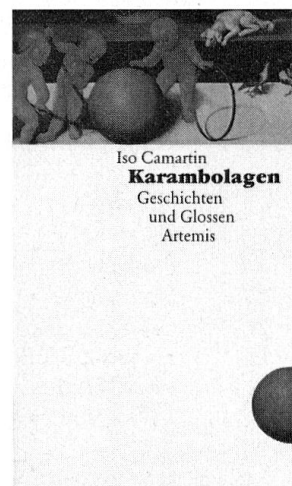 Iso Camartin
Karambolagen
Geschichten
und Glossen
Artemis